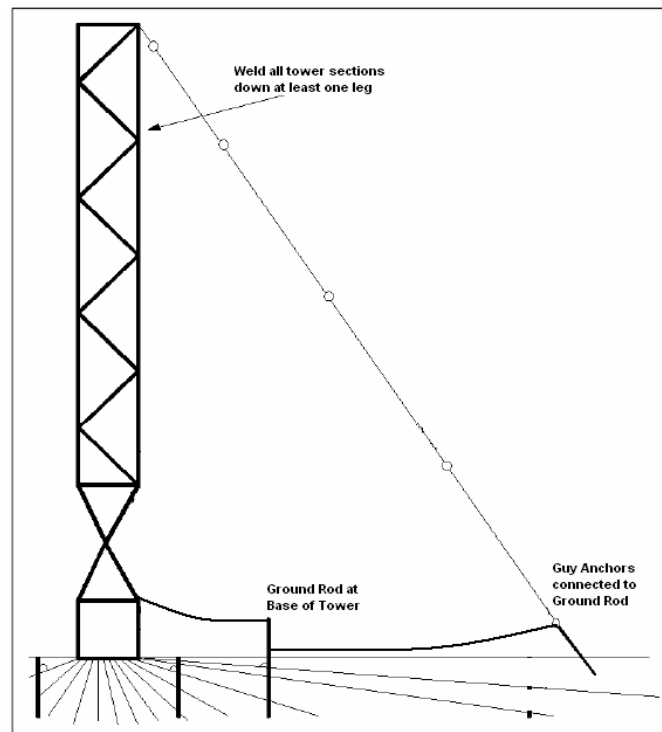 Weld all tower sections
down at least one leg
Ground Rod at
Base of Tower
Guy Anchors
connected to
Ground Rod